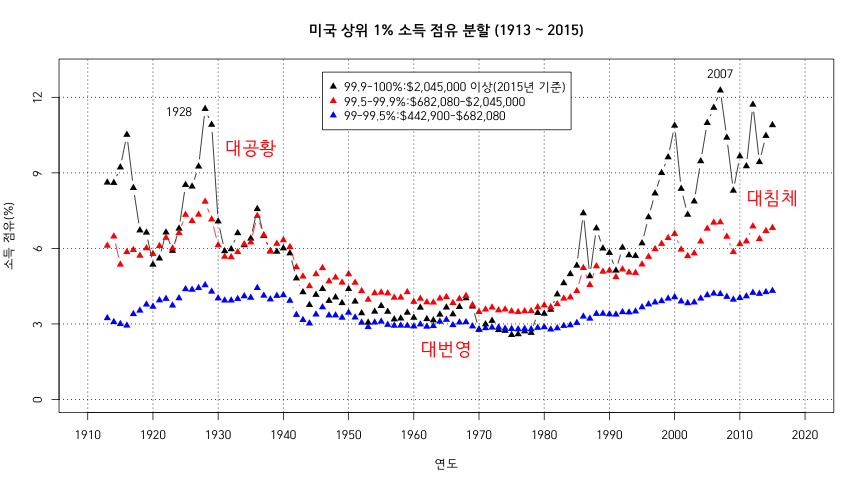 미국 상위 1% 소득 점유 분할 (1913 ~ 2015)
2007
99.9-100%:$2,045,000 이상(2015년 기준)
99.5-99.9%:$682,080-$2,045,000
99-99.5%:$442,900-$682,080
1928
대공황
대침체
대번영
소득 점유(%)
12
9
6
3
0
1910 1920 1930 1940 1950 1960 1970 1980 1990 2000 2010 2020
연도